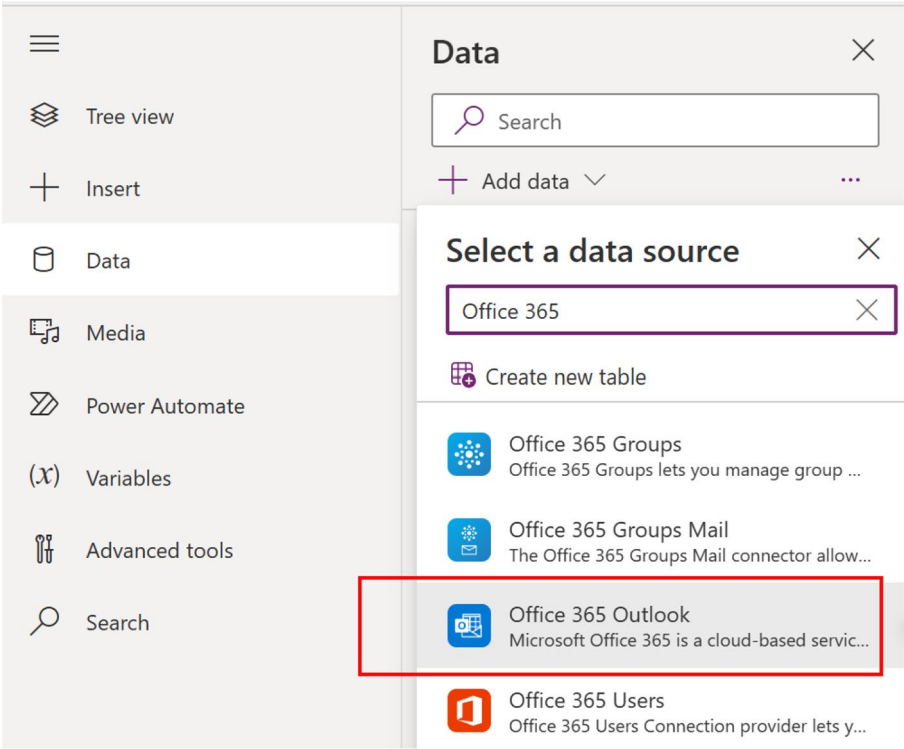 Tree view
Insert
Data
Media
Power Automate
(x) Variables
Advanced tools
Search
Data
Search
Add data
...
Select a data source
Office 365
Create new table
Office 365 Groups
Office 365 Groups lets you manage group ...
Office 365 Groups Mail
The Office 365 Groups Mail connector allow...
Office 365 Outlook
Microsoft Office 365 is a cloud-based servic...
Office 365 Users
Office 365 Users Connection provider lets y...